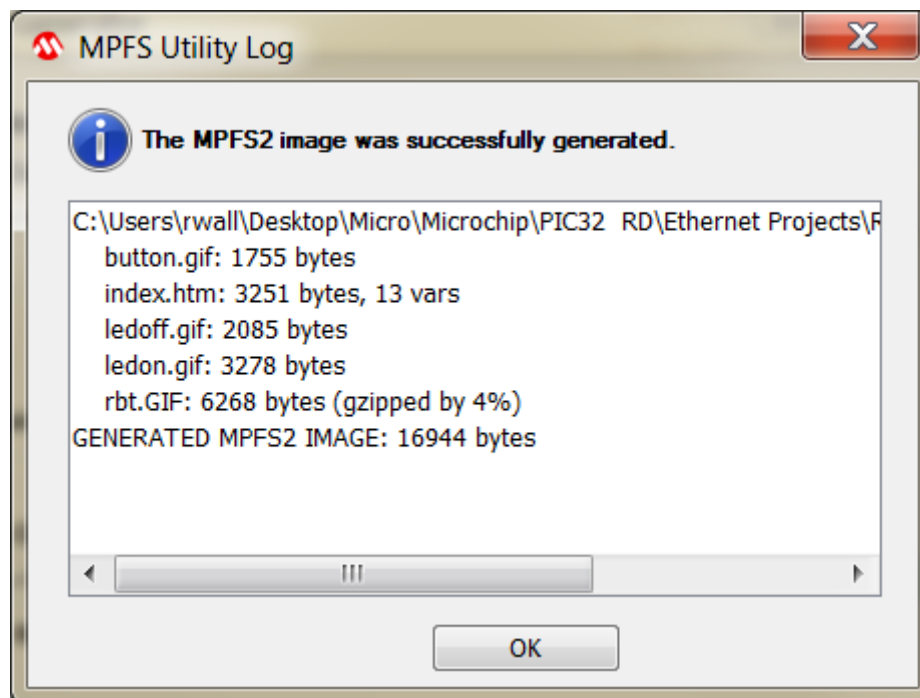 MPFS Utility Log
The MPFS2 image was successfully generated.
C:\Users\rwall\Desktop\Micro\Microchip\PIC32  RD\Ethernet Projects\
button.gif: 1755 bytes
index.htm: 3251 bytes, 13 vars
ledoff.gif: 2085 bytes
ledon.gif: 3278 bytes
rbt.GIF: 6268 bytes (gzipped by 4%)
GENERATED MPFS2 IMAGE: 16944 bytes
OK